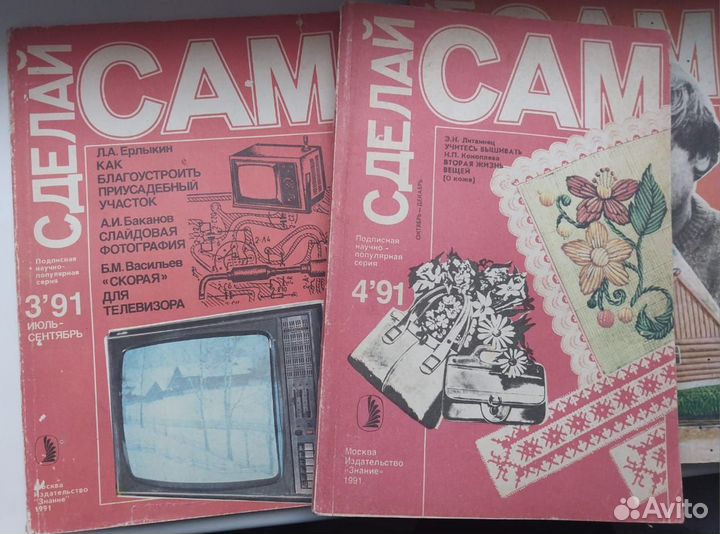 СДЕЛАЙ
САМ
Л.А. Ерлыкин
КАК
БЛАГОУСТРОИТЬ
ПРИУСАДЕБНЫЙ
УЧАСТОК
А.И. Баканов
СЛАЙДОВАЯ
ФОТОГРАФИЯ
Б.М. Васильев
«СКОРАЯ»
ДЛЯ
ТЕЛЕВИЗОРА
Подписная
научно-
популярная
серия
3'91
ИЮЛЬ-
СЕНТЯБРЬ
Москва
Издательство
"Знание"
1991
СДЕЛАЙ
САМ
Э.Н. Литвинец
УЧИТЕСЬ ВЫШИВАТЬ
Н.П. Коноплева
ВТОРАЯ ЖИЗНЬ
ВЕЩЕЙ
(О коже)
ОКТЯБРЬ-ДЕКАБРЬ
Подписная
научно-
популярная
серия
4'91
Москва
Издательство
«Знание»
1991
САМ
Avito